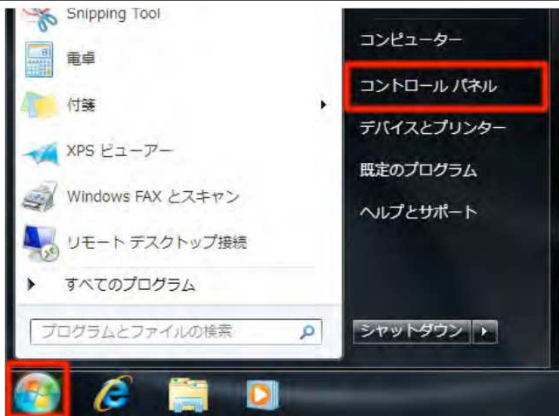 Snipping Tool
電卓
付箋
XPS ビューアー
Windows FAX とスキャン
リモート デスクトップ接続
すべてのプログラム
プログラムとファイルの検索
コンピューター
コントロール パネル
デバイスとプリンター
既定のプログラム
ヘルプとサポート
シャットダウン